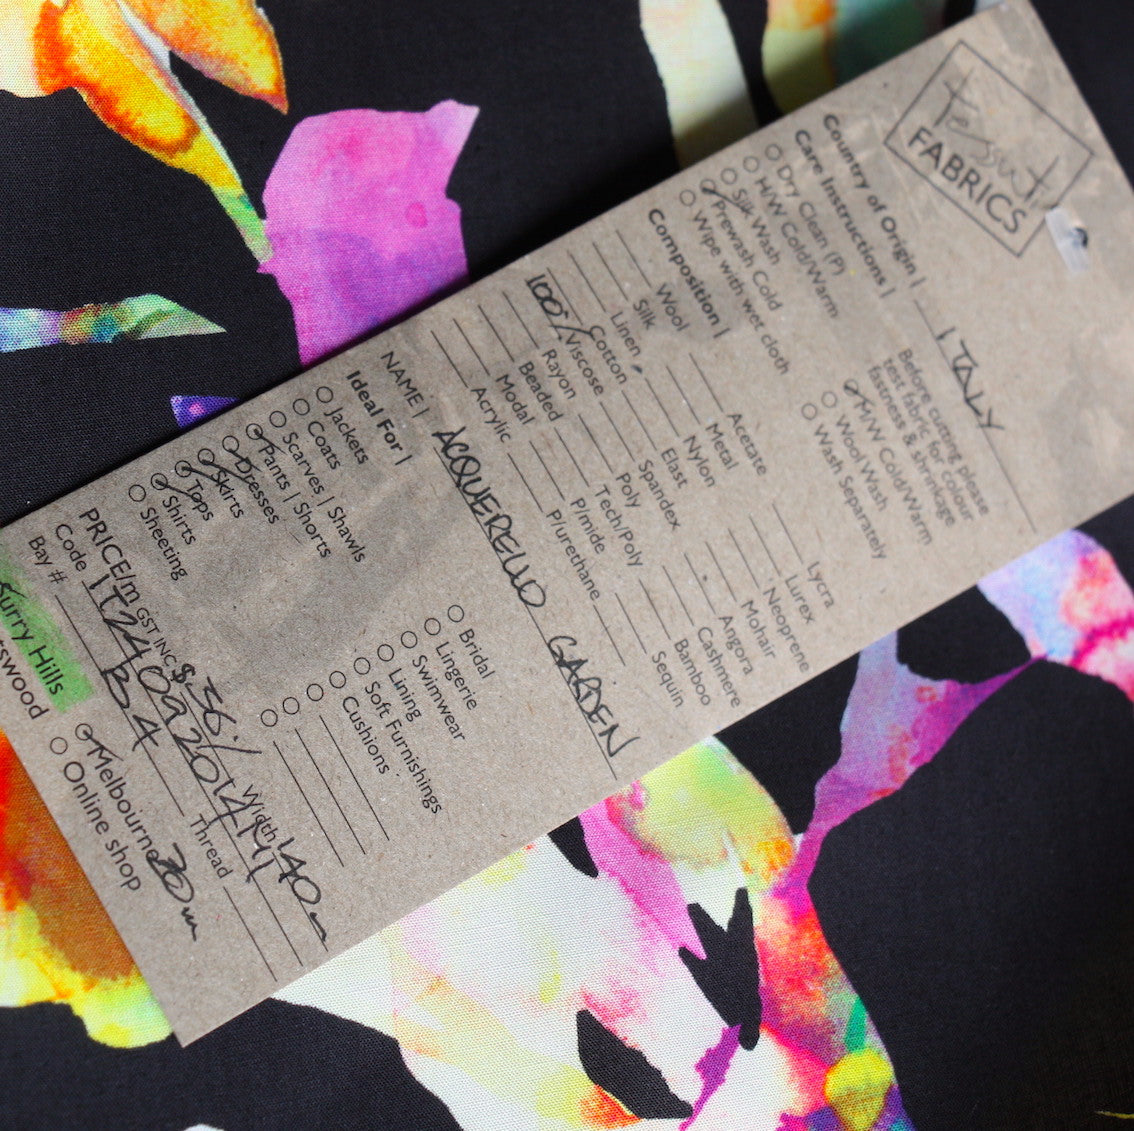 Tessuti
FABRICS
Country of Origin | ITALY
Care Instructions |
Before cutting please
test fabric for colour
fastness & shrinkage
Dry Clean (P)
H/W Cold/Warm
Silk Wash
Prewash Cold
Wipe with wet cloth
M/W Cold/Warm
Wool Wash
Wash Separately
Composition |
Wool Acetate Lycra
Silk Metal Lurex
Linen Nylon Neoprene
Cotton Elast Mohair
100% Viscose Spandex Angora
Rayon Poly Cashmere
Beaded Tech/Poly Bamboo
Modal P/mide Sequin
Acrylic P/urethane
NAME | ACQUERELLO GARDEN
Ideal For |
Jackets
Coats
Scarves | Shawls
Pants | Shorts
Dresses
Skirts
Tops
Shirts
Sheeting
Bridal
Lingerie
Swimwear
Lining
Soft Furnishings
Cushions
PRICE/m GST INC $36/ Width 140
Code
Bay # B4 Thread
Surry Hills
Melbourne
Online shop